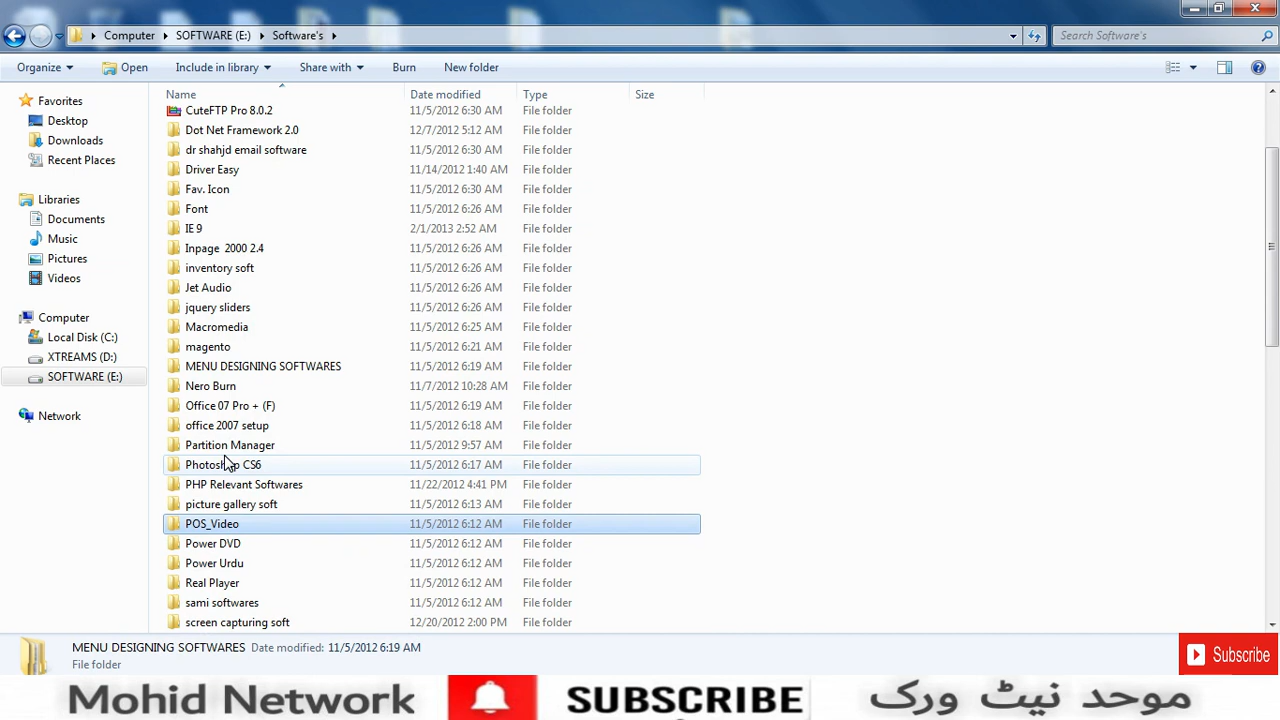 Computer SOFTWARE (E:) Software's Search Software's
Organize Open Include in library Share with Burn New folder
Favorites
Desktop
Downloads
Recent Places
Libraries
Documents
Music
Pictures
Videos
Computer
Local Disk (C:)
XTREAMS (D:)
SOFTWARE (E:)
Network
Name Date modified Type Size
CuteFTP Pro 8.0.2 11/5/2012 6:30 AM File folder
Dot Net Framework 2.0 12/7/2012 5:12 AM File folder
dr shahjd email software 11/5/2012 6:30 AM File folder
Driver Easy 11/14/2012 1:40 AM File folder
Fav. Icon 11/5/2012 6:30 AM File folder
Font 11/5/2012 6:26 AM File folder
IE 9 2/1/2013 2:52 AM File folder
Inpage 2000 2.4 11/5/2012 6:26 AM File folder
inventory soft 11/5/2012 6:26 AM File folder
Jet Audio 11/5/2012 6:26 AM File folder
jquery sliders 11/5/2012 6:26 AM File folder
Macromedia 11/5/2012 6:25 AM File folder
magento 11/5/2012 6:21 AM File folder
MENU DESIGNING SOFTWARES 11/5/2012 6:19 AM File folder
Nero Burn 11/7/2012 10:28 AM File folder
Office 07 Pro + (F) 11/5/2012 6:19 AM File folder
office 2007 setup 11/5/2012 6:18 AM File folder
Partition Manager 11/5/2012 9:57 AM File folder
Photoshop CS6 11/5/2012 6:17 AM File folder
PHP Relevant Softwares 11/22/2012 4:41 PM File folder
picture gallery soft 11/5/2012 6:13 AM File folder
POS_Video 11/5/2012 6:12 AM File folder
Power DVD 11/5/2012 6:12 AM File folder
Power Urdu 11/5/2012 6:12 AM File folder
Real Player 11/5/2012 6:12 AM File folder
sami softwares 11/5/2012 6:12 AM File folder
screen capturing soft 12/20/2012 2:00 PM File folder
MENU DESIGNING SOFTWARES Date modified: 11/5/2012 6:19 AM
File folder
Subscribe
Mohid Network SUBSCRIBE موحد نیٹ ورک